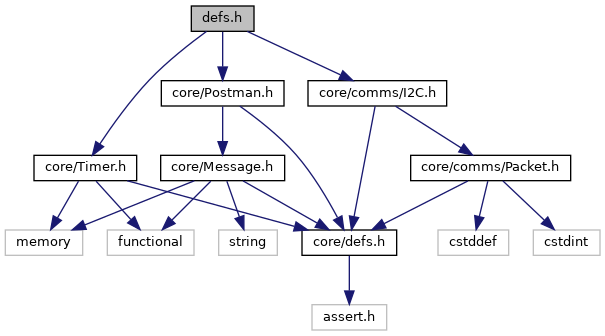 defs.h
core/Postman.h
core/comms/I2C.h
core/Timer.h
core/Message.h
core/comms/Packet.h
memory
functional
string
core/defs.h
cstddef
cstdint
assert.h